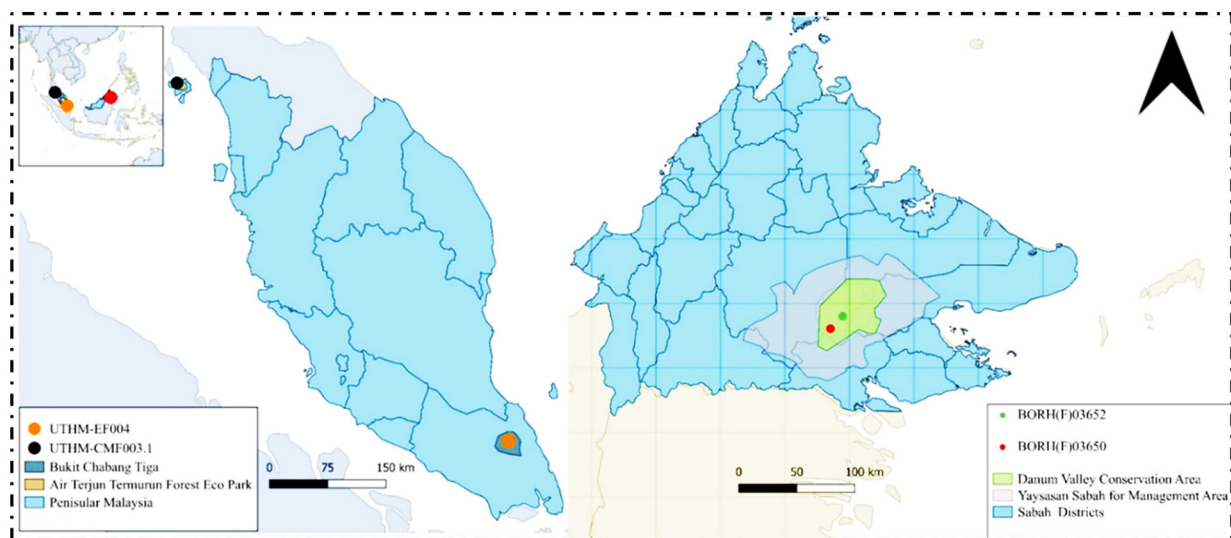 UTHM-EF004
UTHM-CMF003.1
Bukit Chabang Tiga
Air Terjun Termurun Forest Eco Park
Penisular Malaysia
0 75 150 km
0 50 100 km
BORH(F)03652
BORH(F)03650
Danum Valley Conservation Area
Yaysasan Sabah for Management Area
Sabah Districts